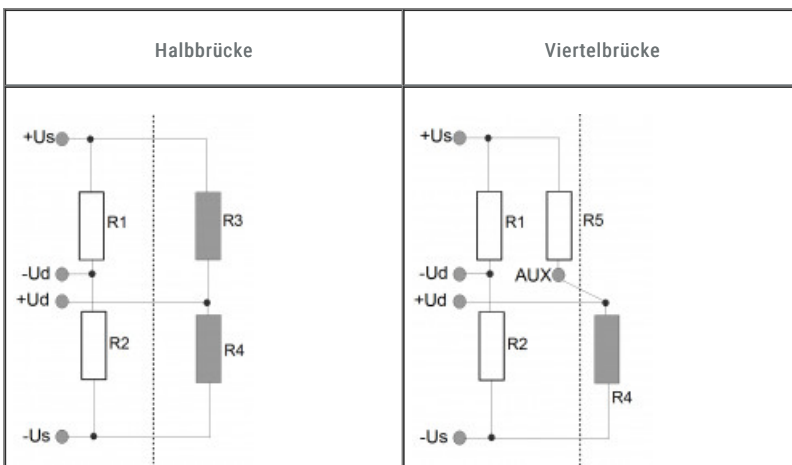 Halbbrücke
Viertelbrücke
+Us
R1
R3
-Ud
+Ud
R2
R4
-Us
+Us
R1
R5
-Ud
AUX
+Ud
R2
R4
-Us